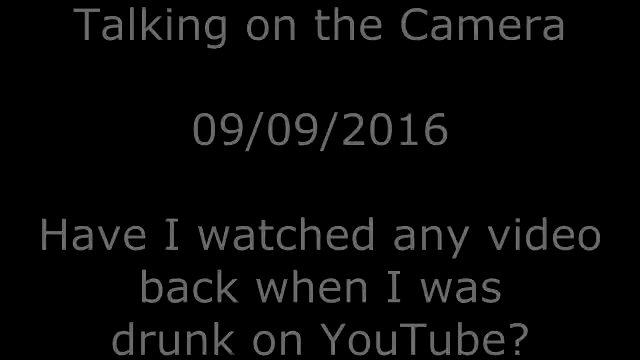 Talking on the Camera
09/09/2016
Have I watched any video
back when I was
drunk on YouTube?